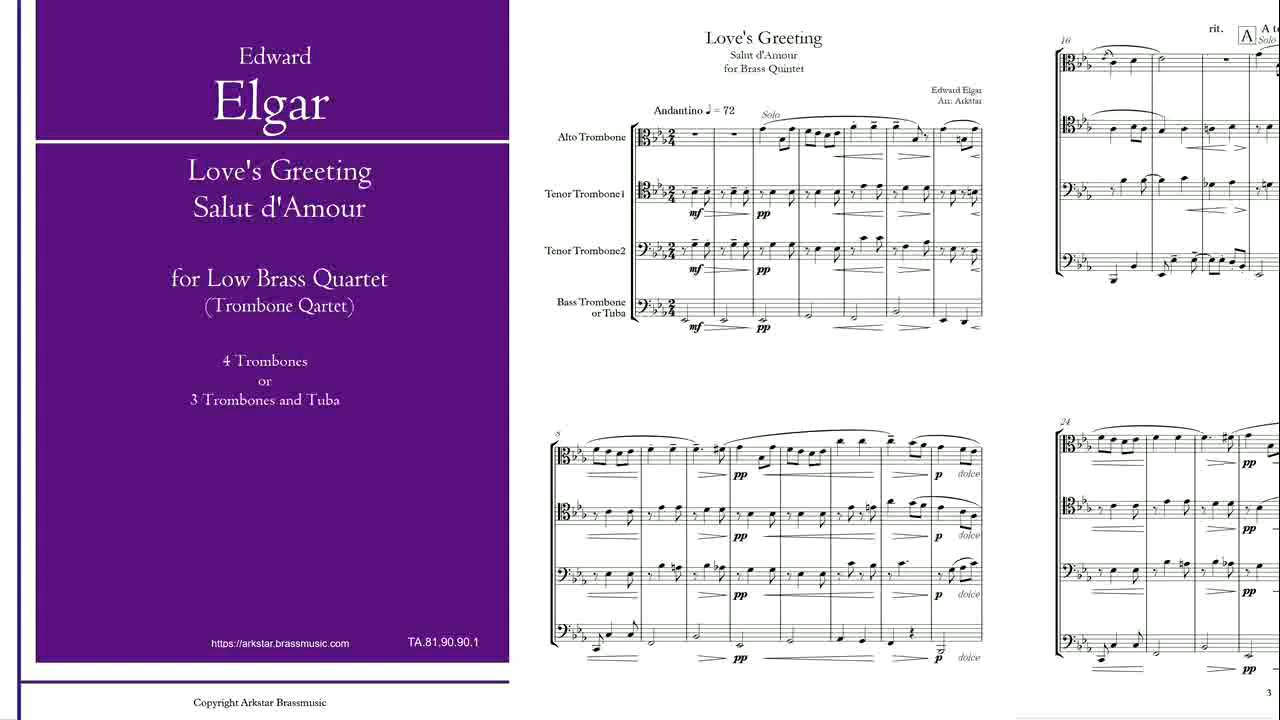 Edward
Elgar
Love's Greeting
Salut d'Amour
for Low Brass Quartet
(Trombone Qartet)
4 Trombones
or
3 Trombones and Tuba
https://arkstar.brassmusic.com
TA.81,90.90.1
Copyright Arkstar Brassmusic
Love's Greeting
Salut d'Amour
for Brass Quintet
Edward Elgar
Arr: Arkstar
Andantino ♩ = 72
Solo
Alto Trombone
Tenor Trombone1
mf pp
Tenor Trombone2
mf pp
Bass Trombone
or Tuba
mf pp
8
pp p dolce
pp p dolce
pp p dolce
pp p dolce
rit. A
16
Solo
24
pp
pp
pp
pp
3